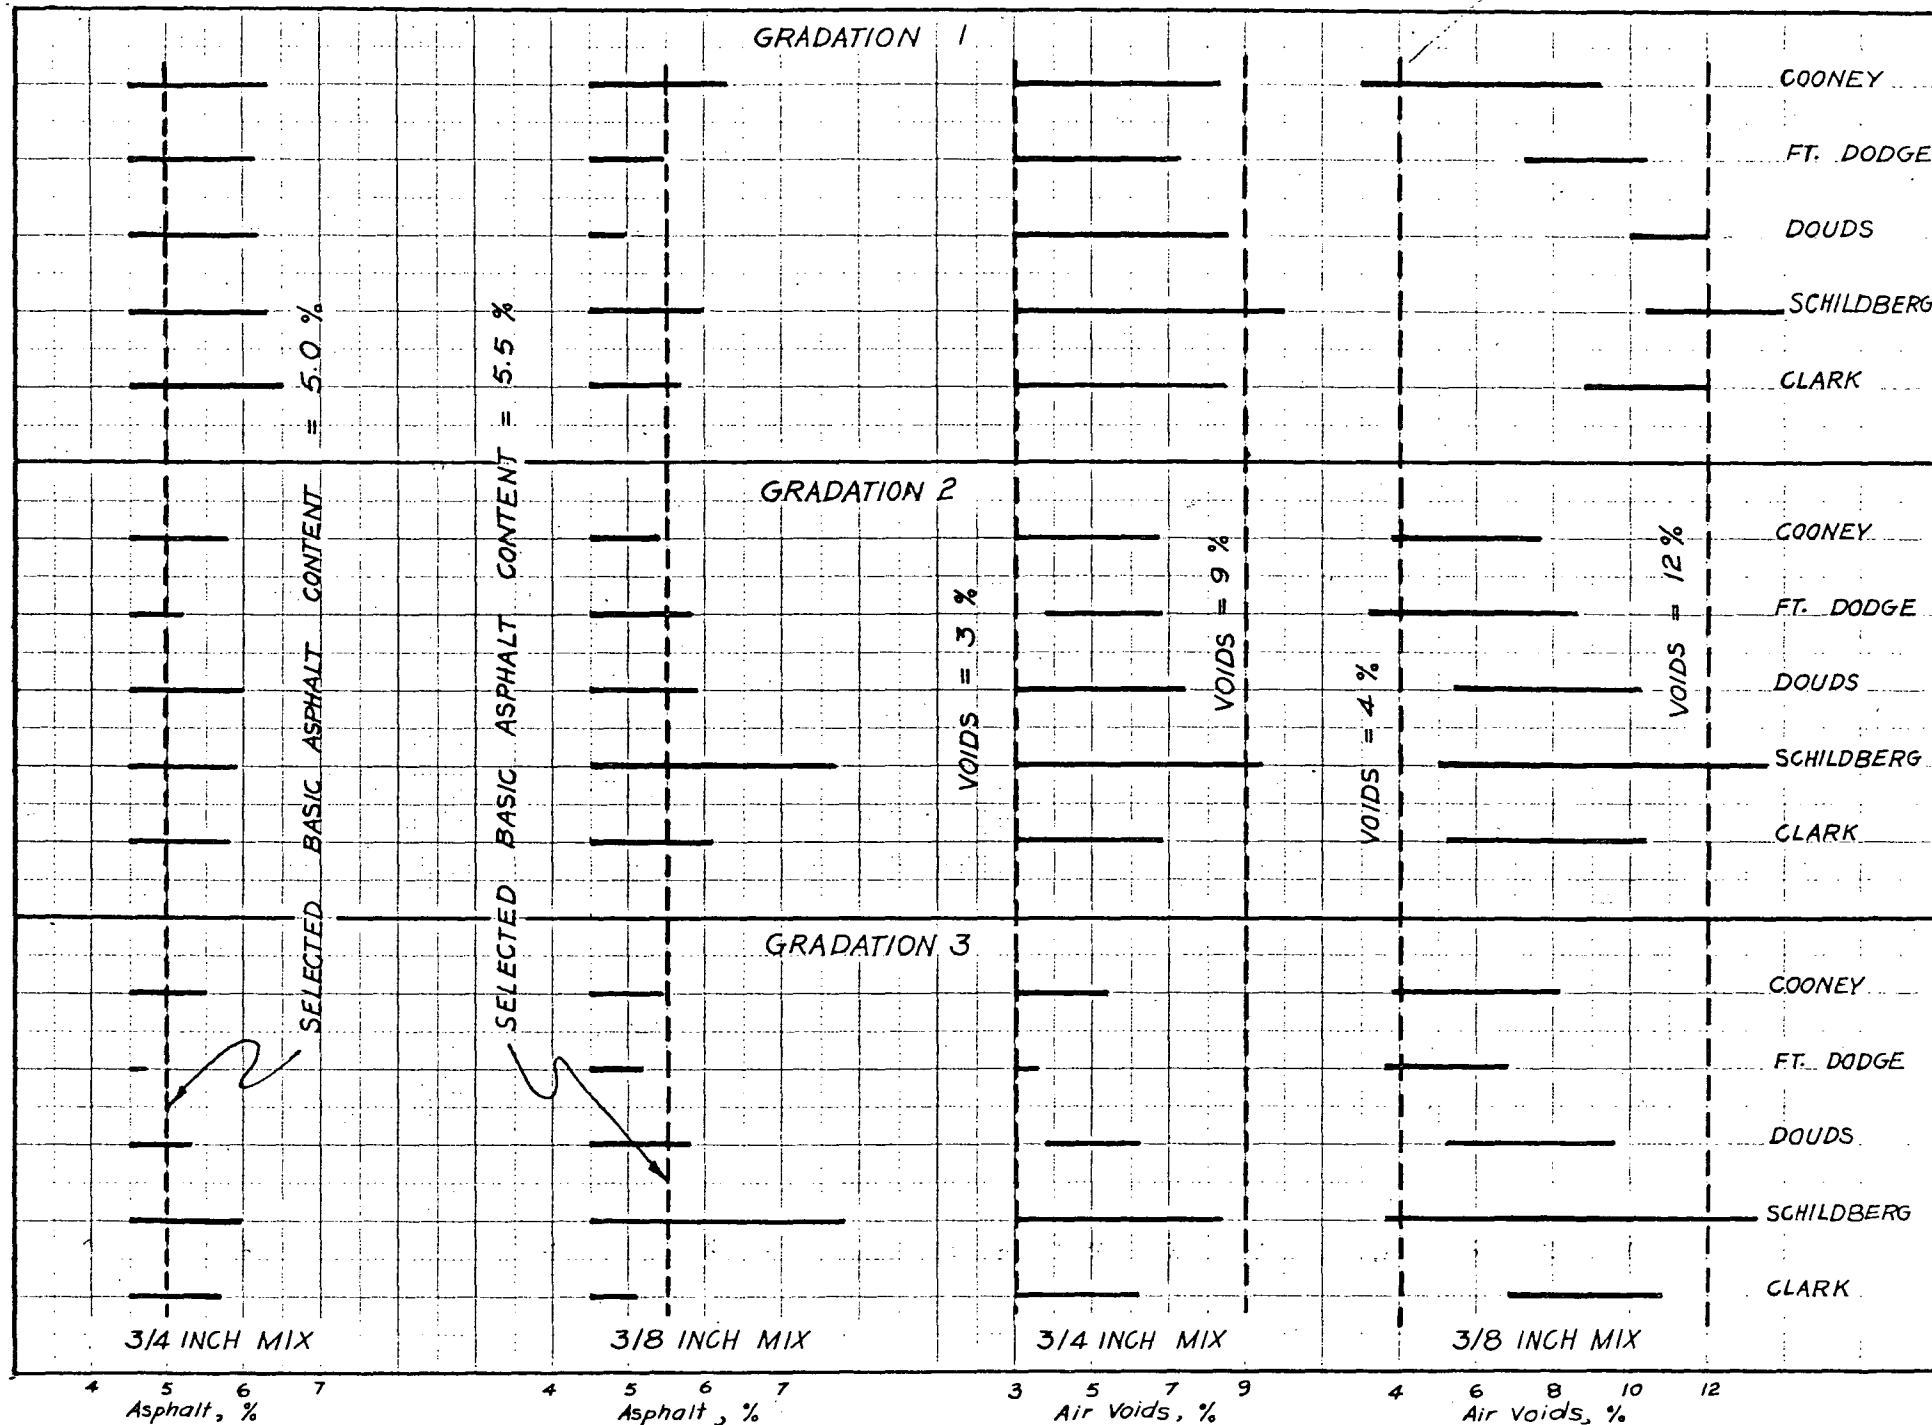 GRADATION 1
COONEY
FT. DODGE
DOUDS
SCHILDBERG
CLARK
GRADATION 2
COONEY
FT. DODGE
DOUDS
SCHILDBERG
CLARK
GRADATION 3
COONEY
FT. DODGE
DOUDS
SCHILDBERG
CLARK
SELECTED BASIC ASPHALT CONTENT = 5.0 %
SELECTED BASIC ASPHALT CONTENT = 5.5 %
VOIDS = 3 %
VOIDS = 9 %
VOIDS = 4 %
VOIDS = 12 %
3/4 INCH MIX
3/8 INCH MIX
3/4 INCH MIX
3/8 INCH MIX
4 5 6 7
4 5 6 7
3 5 7 9
4 6 8 10 12
Asphalt, %
Asphalt, %
Air Voids, %
Air Voids, %